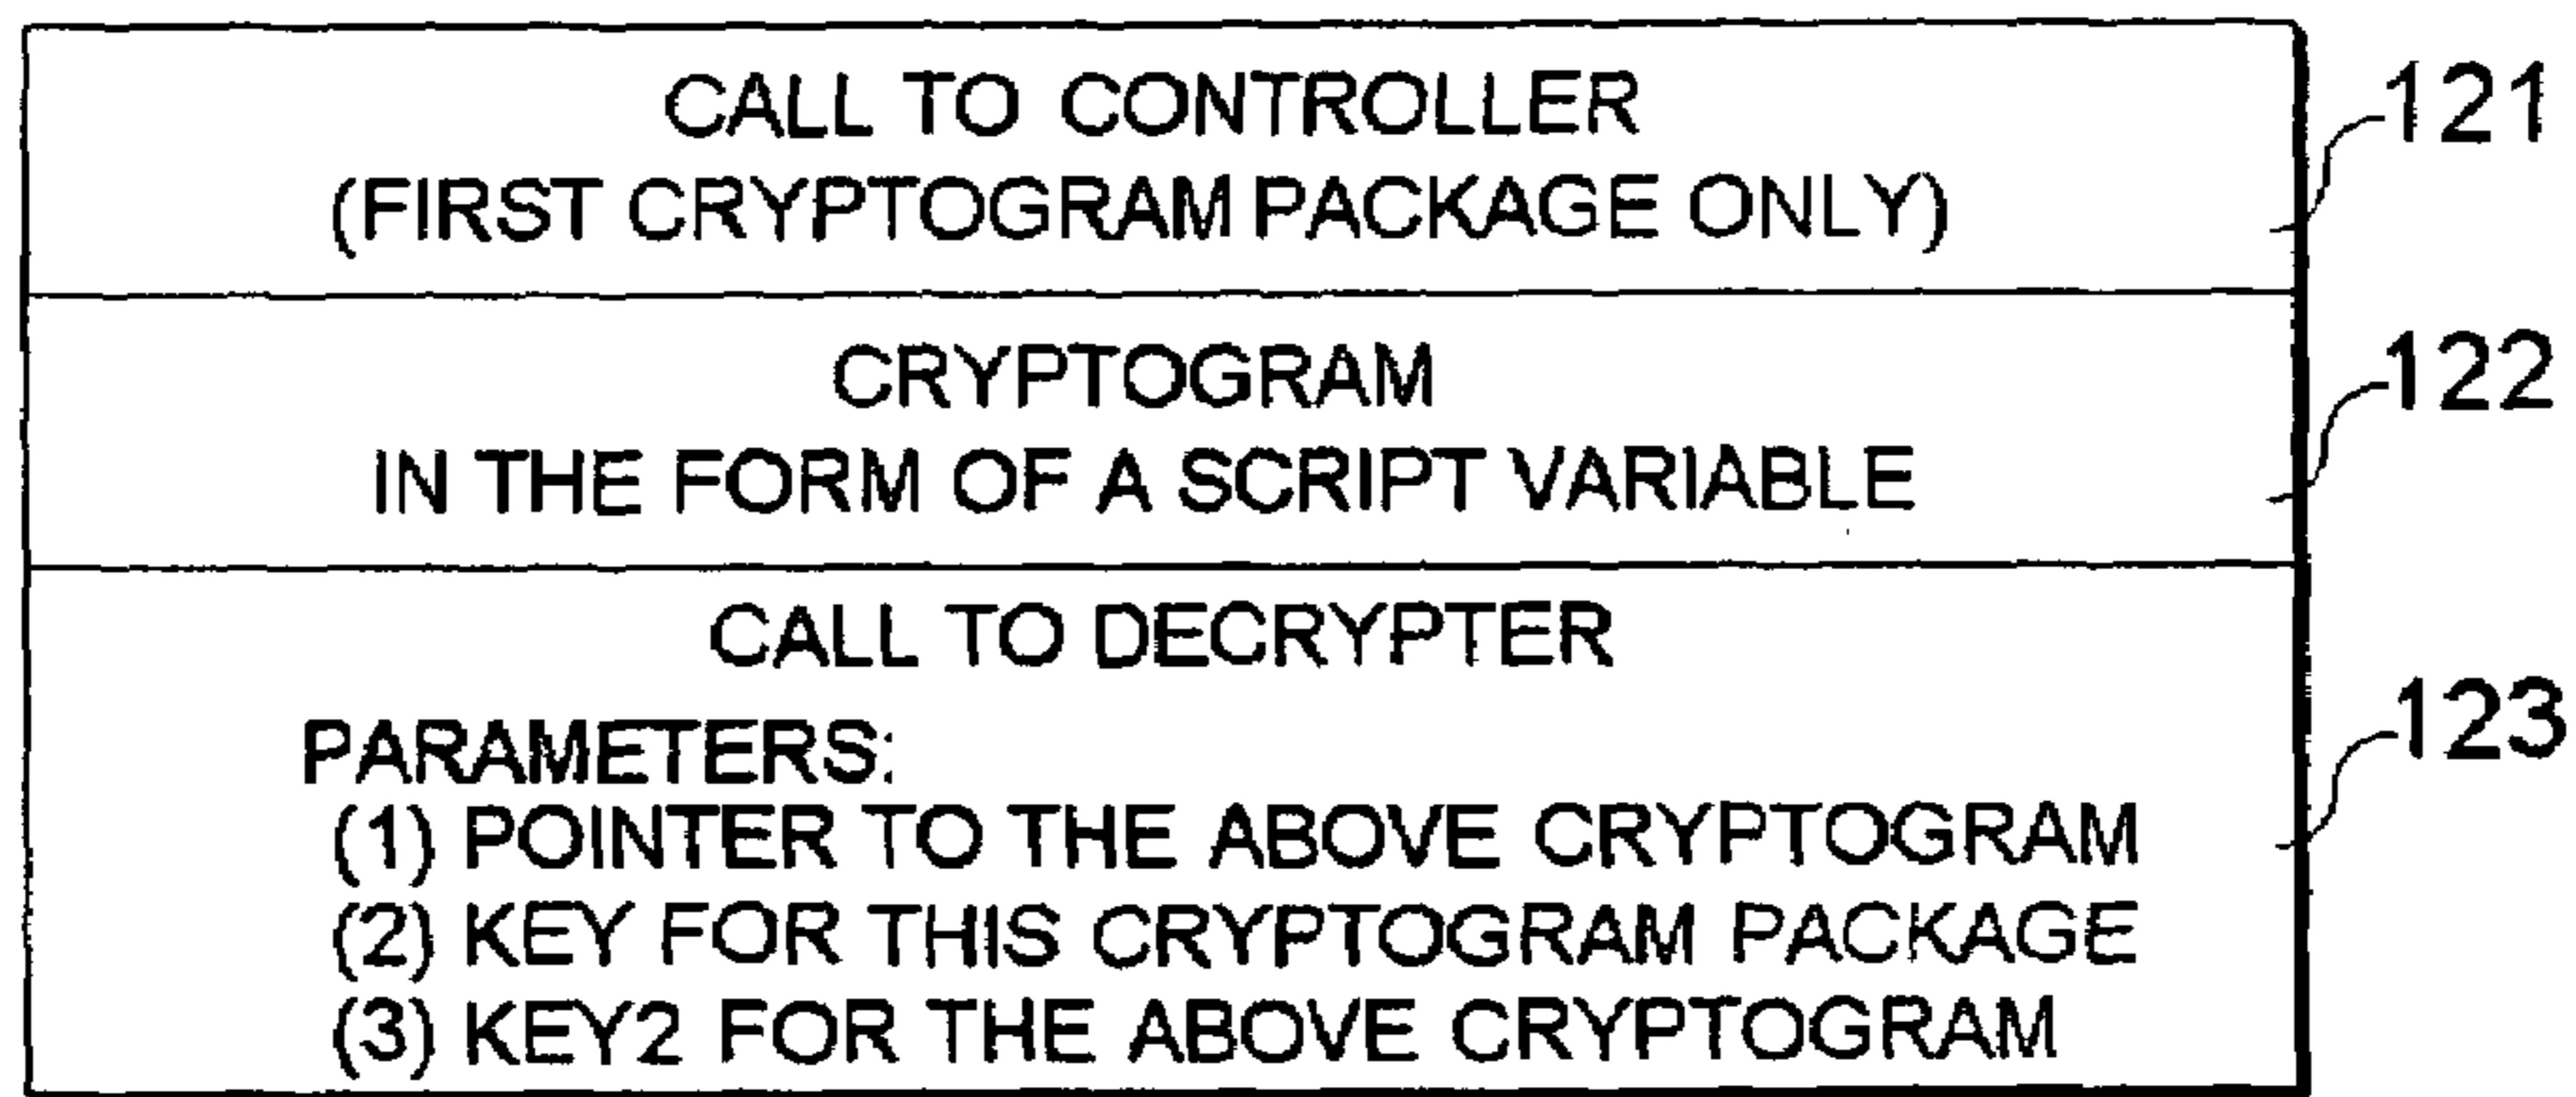 CALL TO CONTROLLER
(FIRST CRYPTOGRAM PACKAGE ONLY)
121
CRYPTOGRAM
IN THE FORM OF A SCRIPT VARIABLE
122
CALL TO DECRYPTER
PARAMETERS:
(1) POINTER TO THE ABOVE CRYPTOGRAM
(2) KEY FOR THIS CRYPTOGRAM PACKAGE
(3) KEY2 FOR THE ABOVE CRYPTOGRAM
123